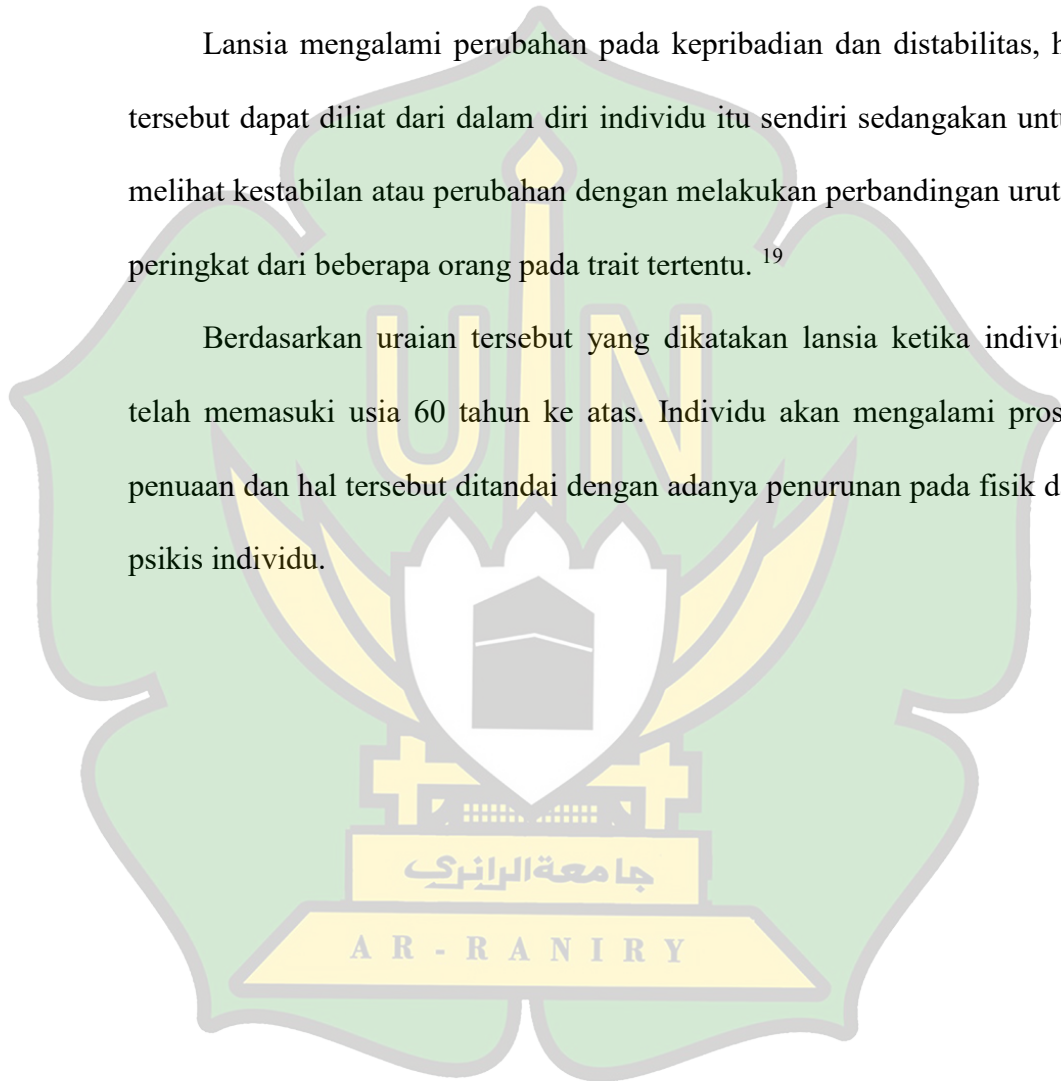 Lansia mengalami perubahan pada kepribadian dan distabilitas, h
tersebut dapat diliat dari dalam diri individu itu sendiri sedangakan untu
melihat kestabilan atau perubahan dengan melakukan perbandingan urut
peringkat dari beberapa orang pada trait tertentu. 19
Berdasarkan uraian tersebut yang dikatakan lansia ketika individ
telah memasuki usia 60 tahun ke atas. Individu akan mengalami pros
penuaan dan hal tersebut ditandai dengan adanya penurunan pada fisik d
psikis individu.
UIN
جامعة الرانري
AR-RANIRY